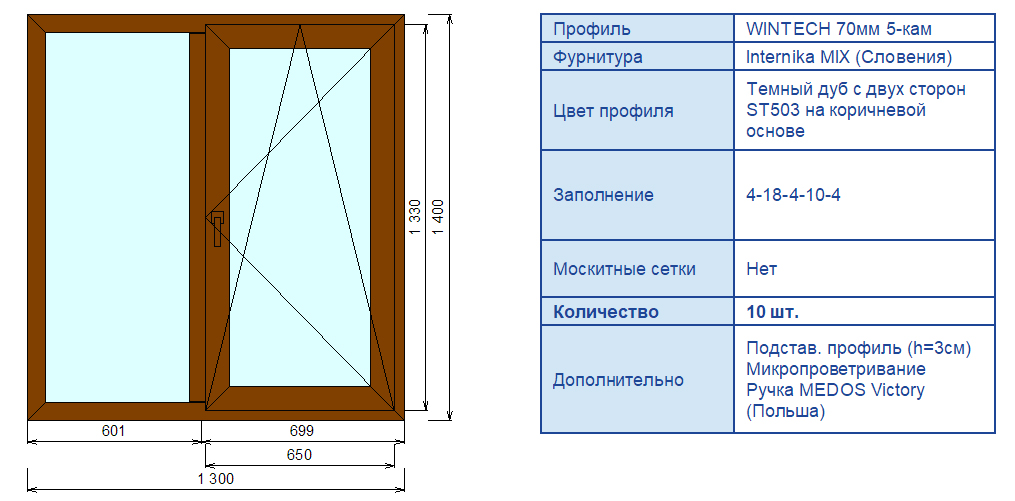 1 330
1 400
601
699
650
1 300
Профиль
WINTECH 70мм 5-кам
Фурнитура
Internika MIX (Словения)
Цвет профиля
Темный дуб с двух сторон
ST503 на коричневой
основе
Заполнение
4-18-4-10-4
Москитные сетки
Нет
Количество
10 шт.
Дополнительно
Подстав. профиль (h=3см)
Микропроветривание
Ручка MEDOS Victory
(Польша)